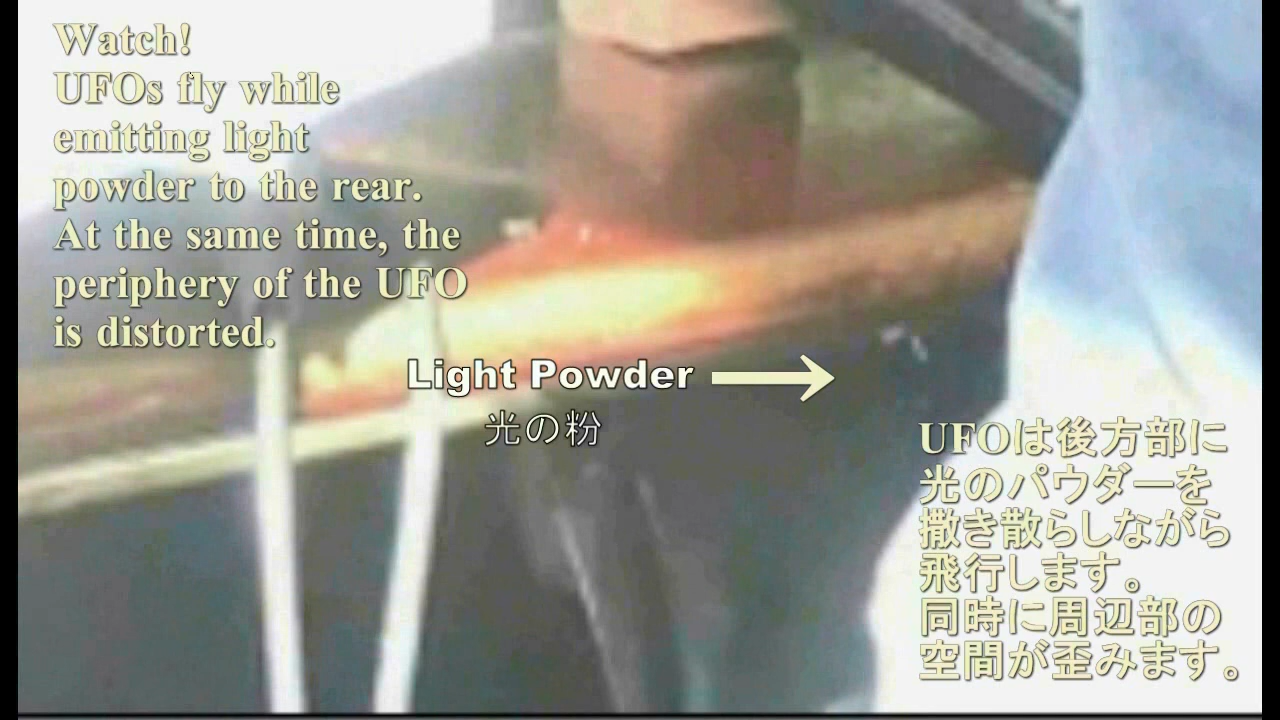 Watch!
UFOs fly while
emitting light
powder to the rear.
At the same time, the
periphery of the UFO
is distorted.
Light Powder
光の粉
UFOは後方部に
光のパウダーを
撒き散らしながら
飛行します。
同時に周辺部の
空間が歪みます。